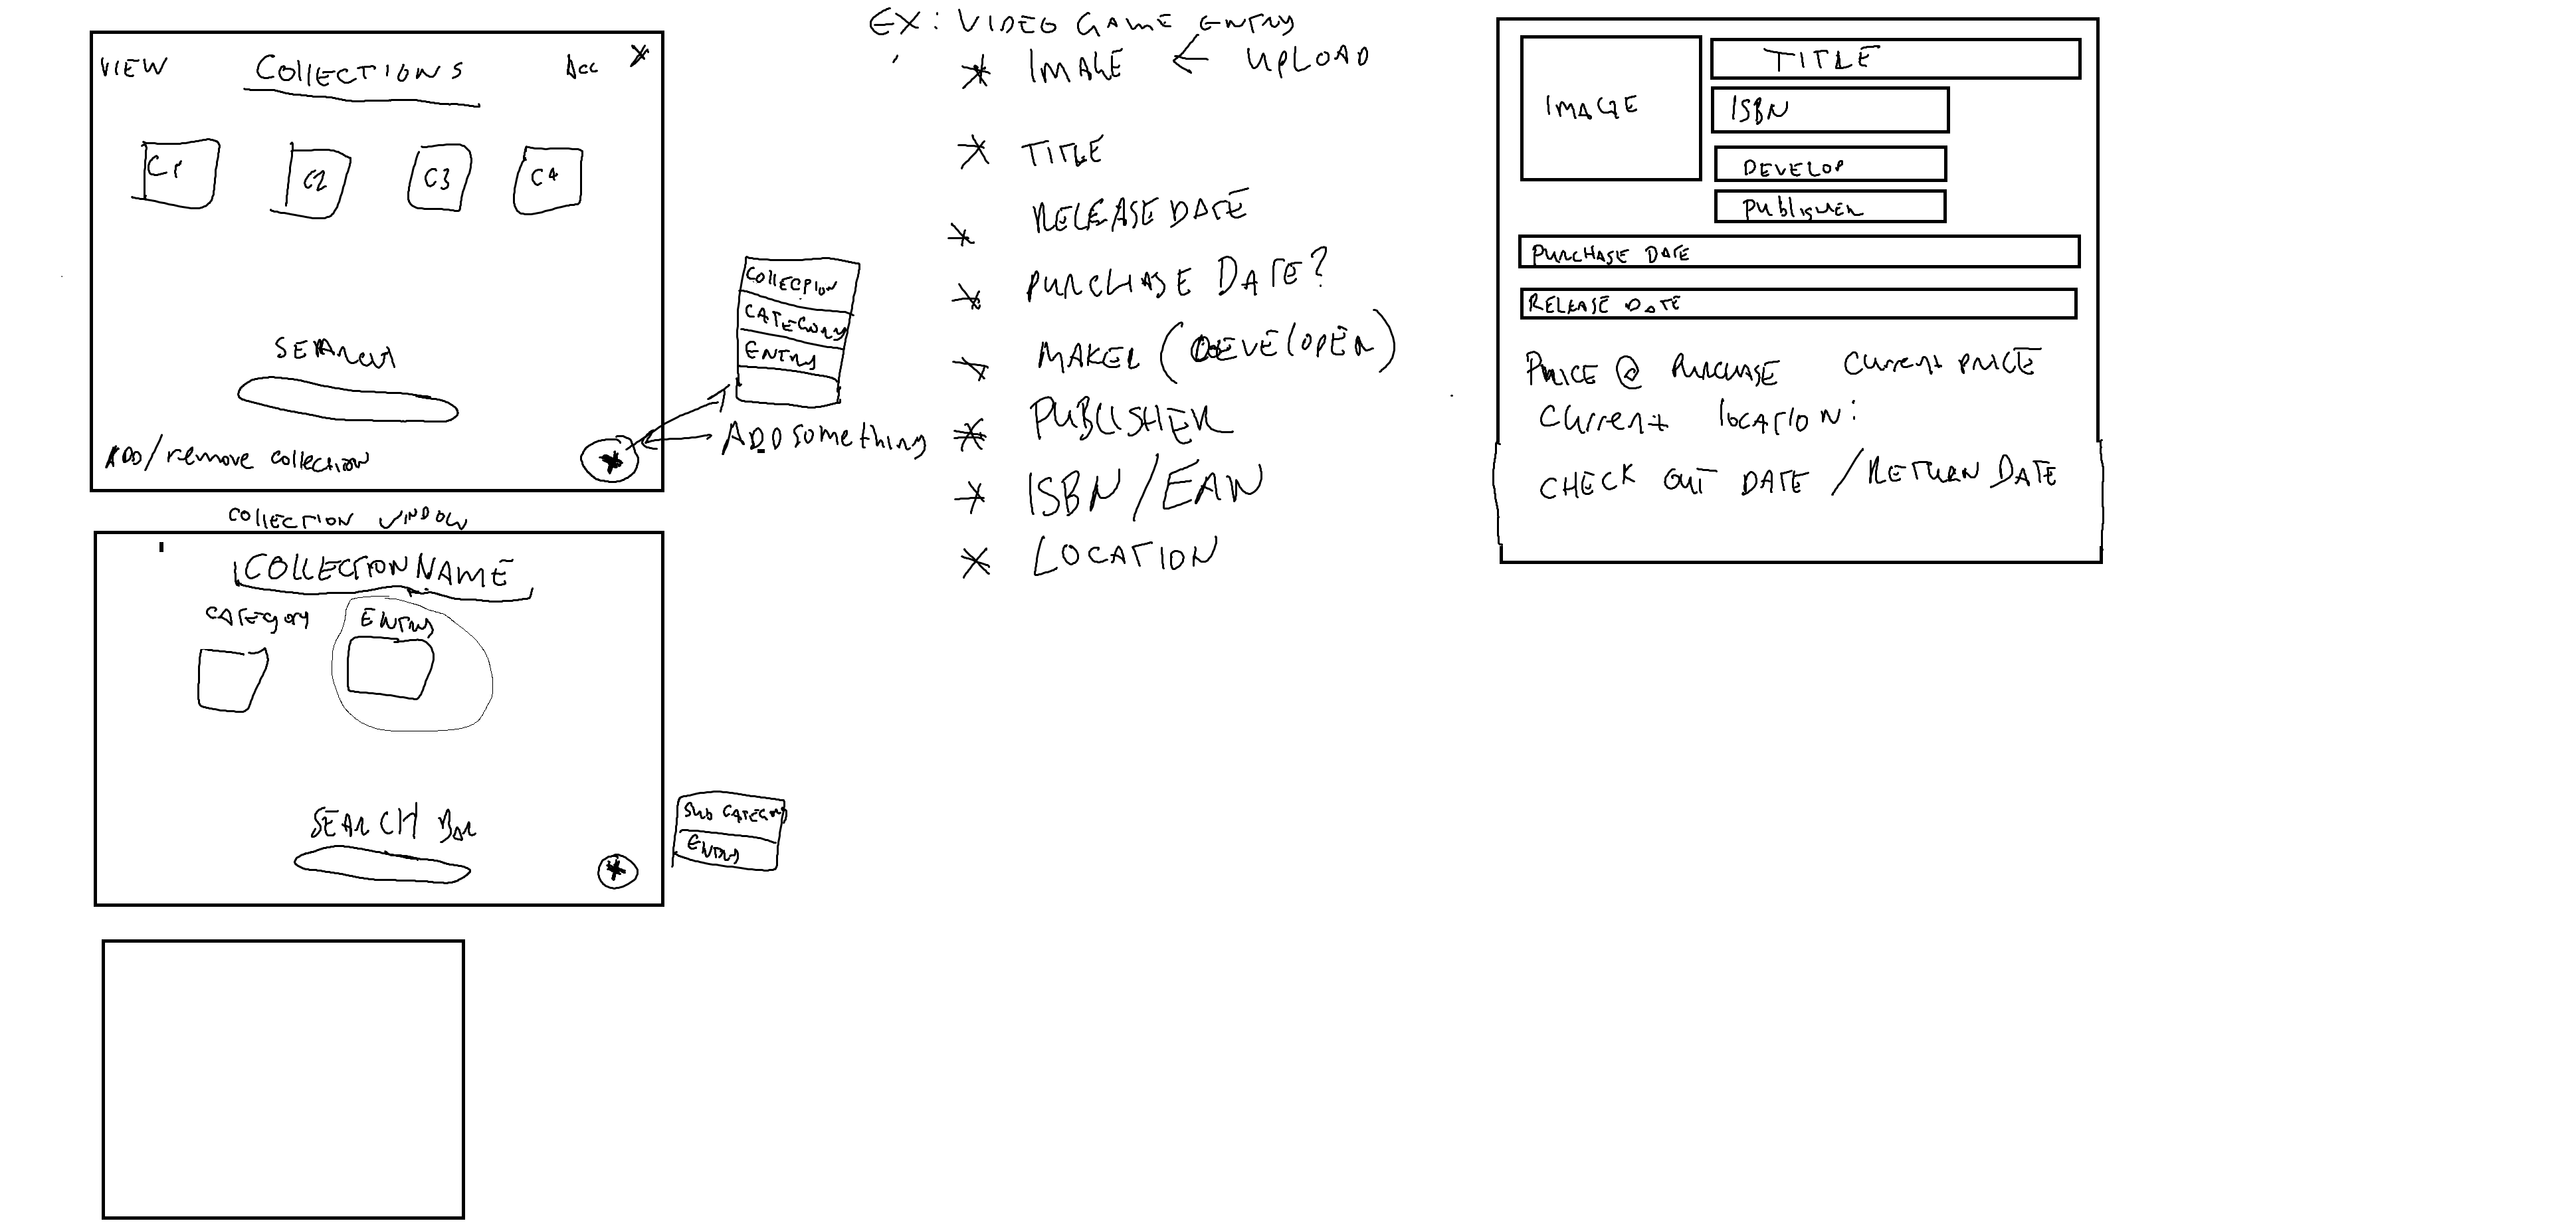 VIEW COLLECTIONS Acc X
C1 C2 C3 C4
SEARCH
ADD/remove collection
COLLECTION
CATEGORY
ENTRY
ADD something
COLLECTION WINDOW
COLLECTION NAME
CATEGORY ENTRY
SEARCH BAR
SUB CATEGORY
ENTRY
EX: VIDEO GAME ENTRY
* IMAGE ← UPLOAD
* TITLE
* RELEASE DATE
* PURCHASE DATE?
* MAKER (DEVELOPER)
* PUBLISHER
* ISBN/EAN
* LOCATION
IMAGE
TITLE
ISBN
DEVELOP
PUBLISHER
PURCHASE DATE
RELEASE DATE
PRICE @ PURCHASE Current PRICE
Current LOCATION:
CHECK OUT DATE / RETURN DATE